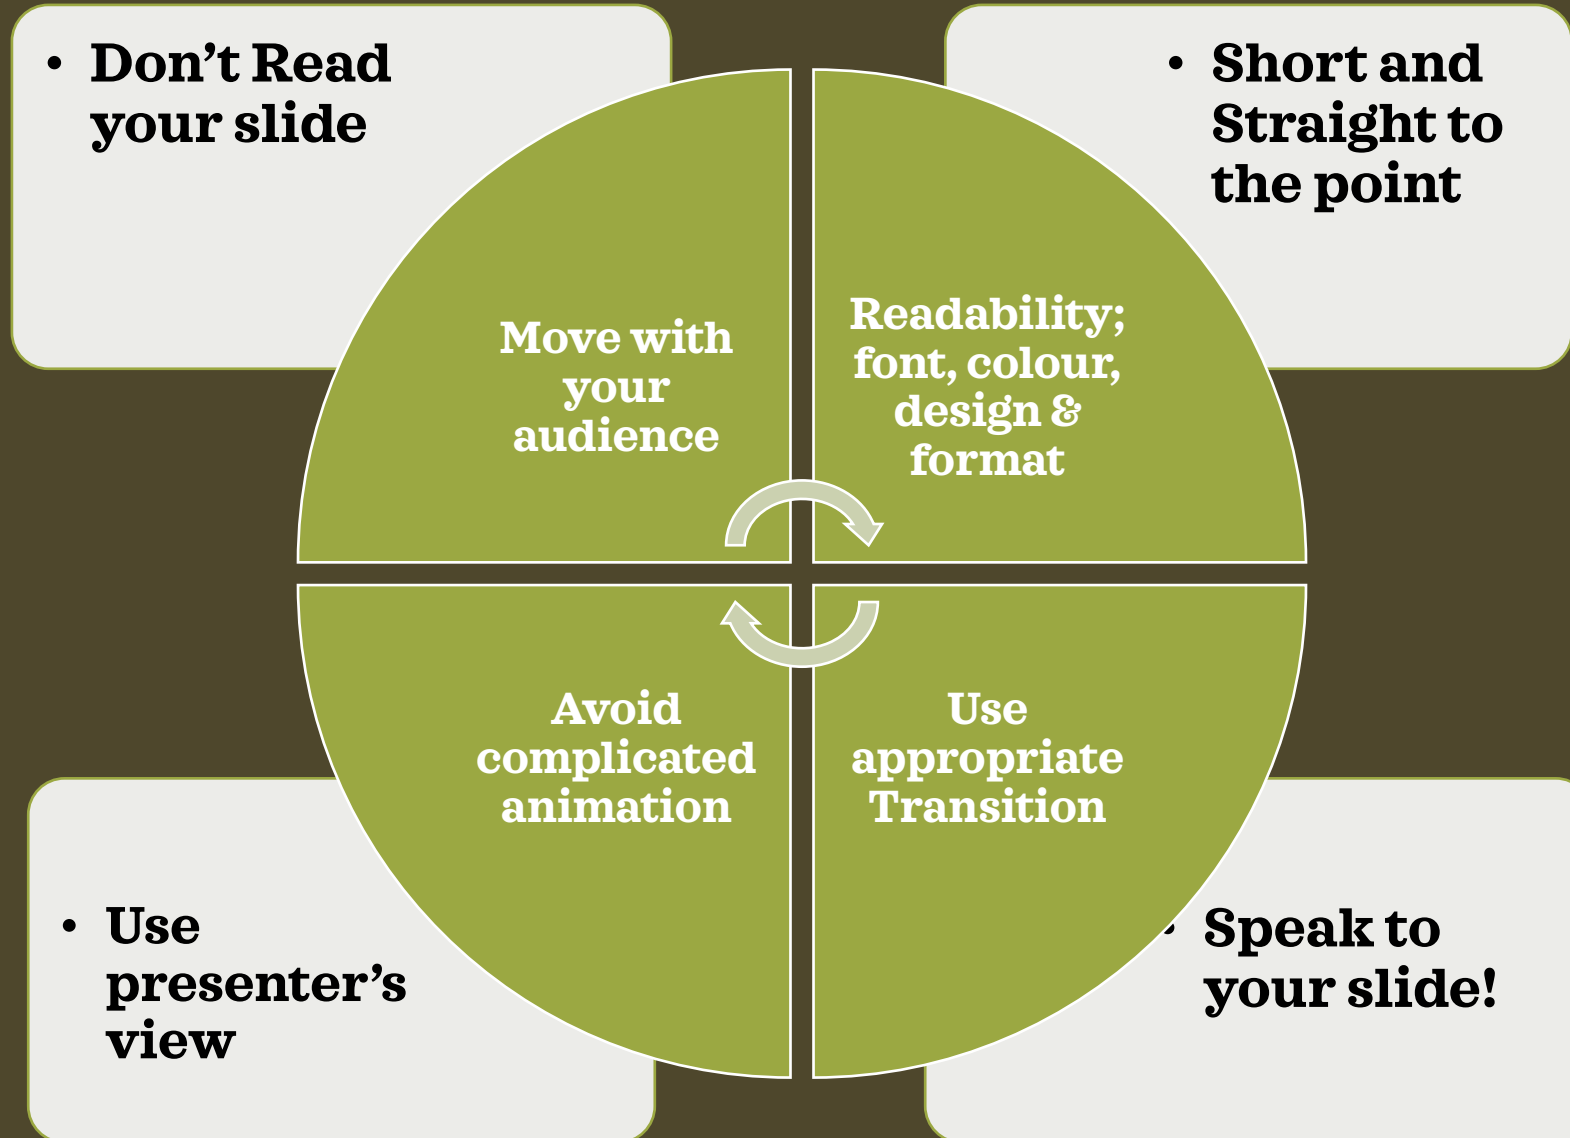 • Don’t Read
your slide
• Short and
Straight to
the point
Move with
your
audience
Readability;
font, colour,
design &
format
Avoid
complicated
animation
Use
appropriate
Transition
• Use
presenter’s
view
• Speak to
your slide!